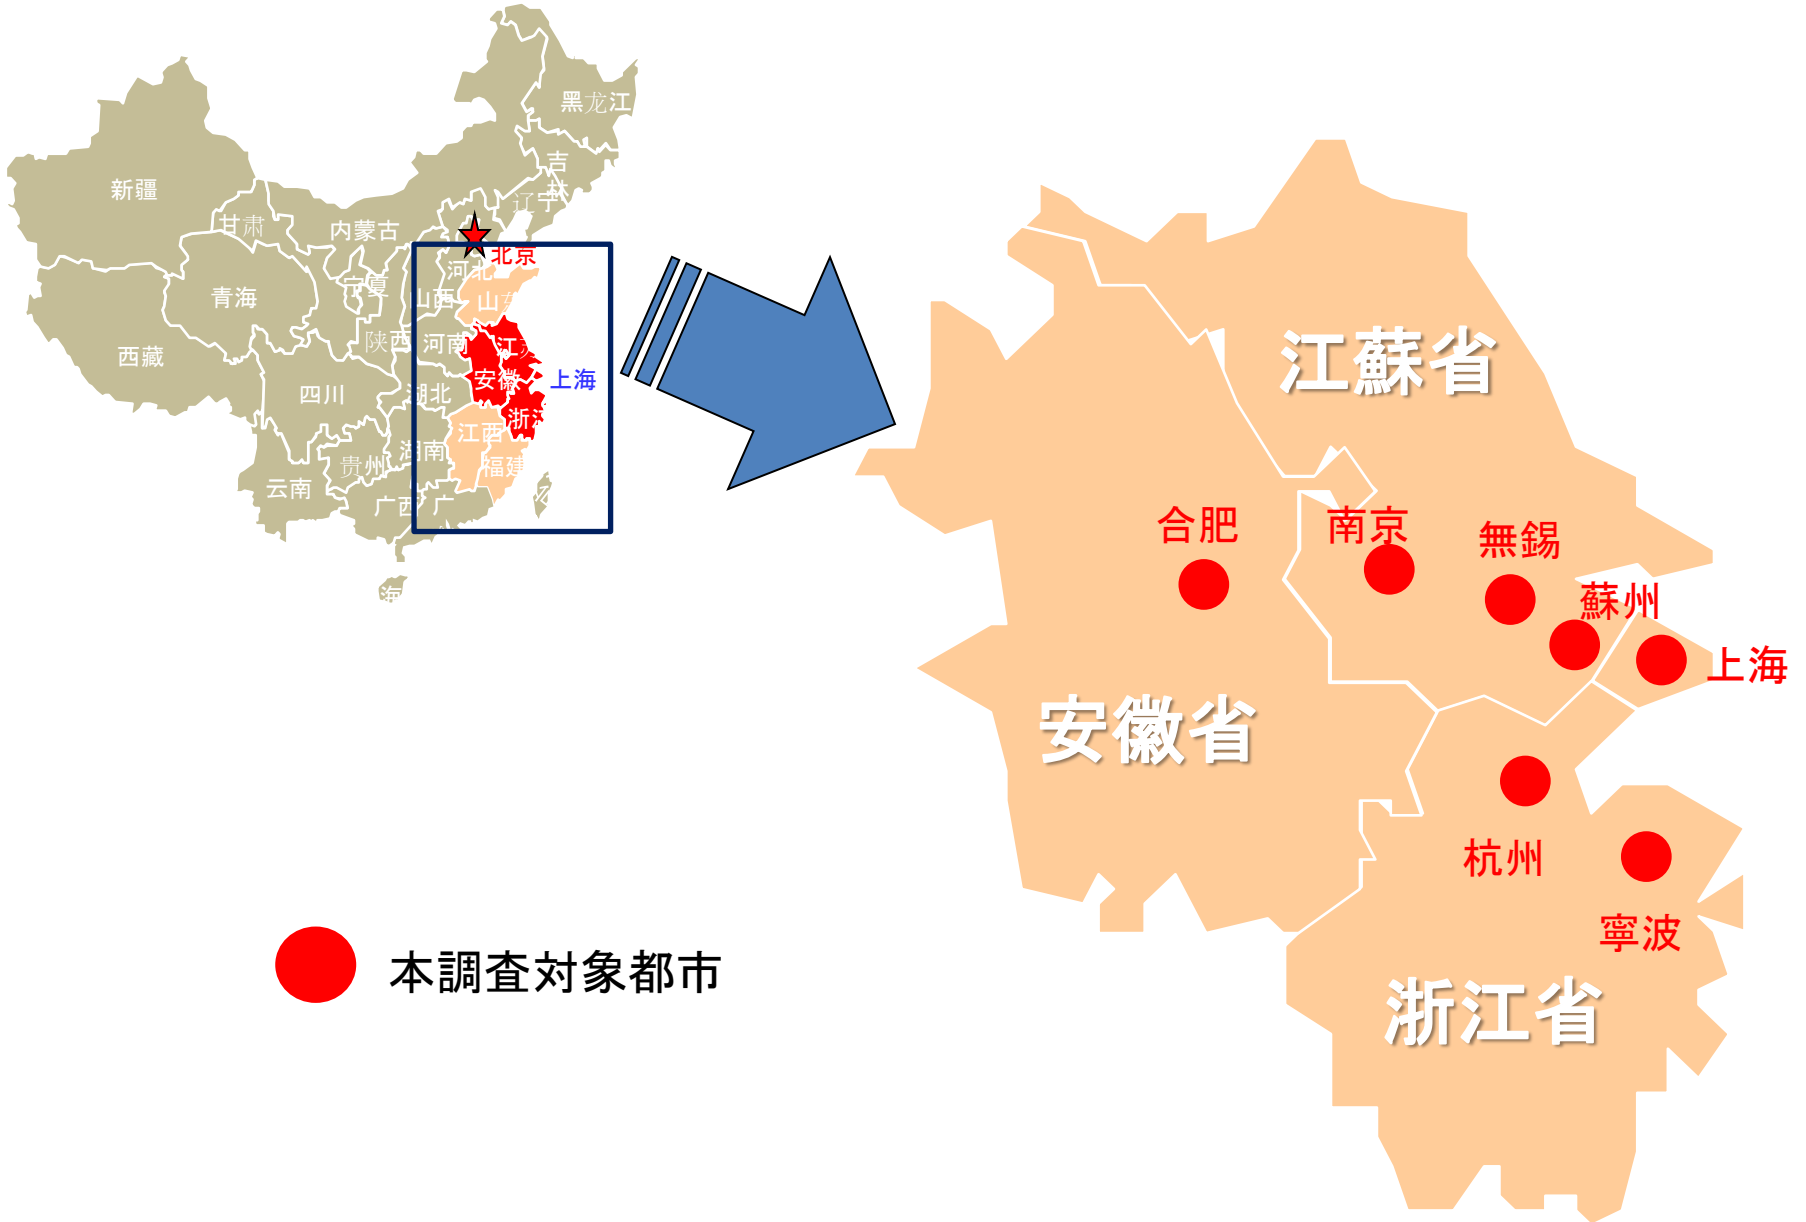 黑龙江
吉
林
辽宁
新疆
甘肃
内蒙古
北京
河北
宁夏
山西
山东
青海
陕西
河南
江苏
西藏
安徽
上海
四川
湖北
浙江
江西
湖南
贵州
福建
云南
广西
广
海
江蘇省
合肥
南京
無錫
蘇州
上海
安徽省
杭州
寧波
浙江省
本調査対象都市